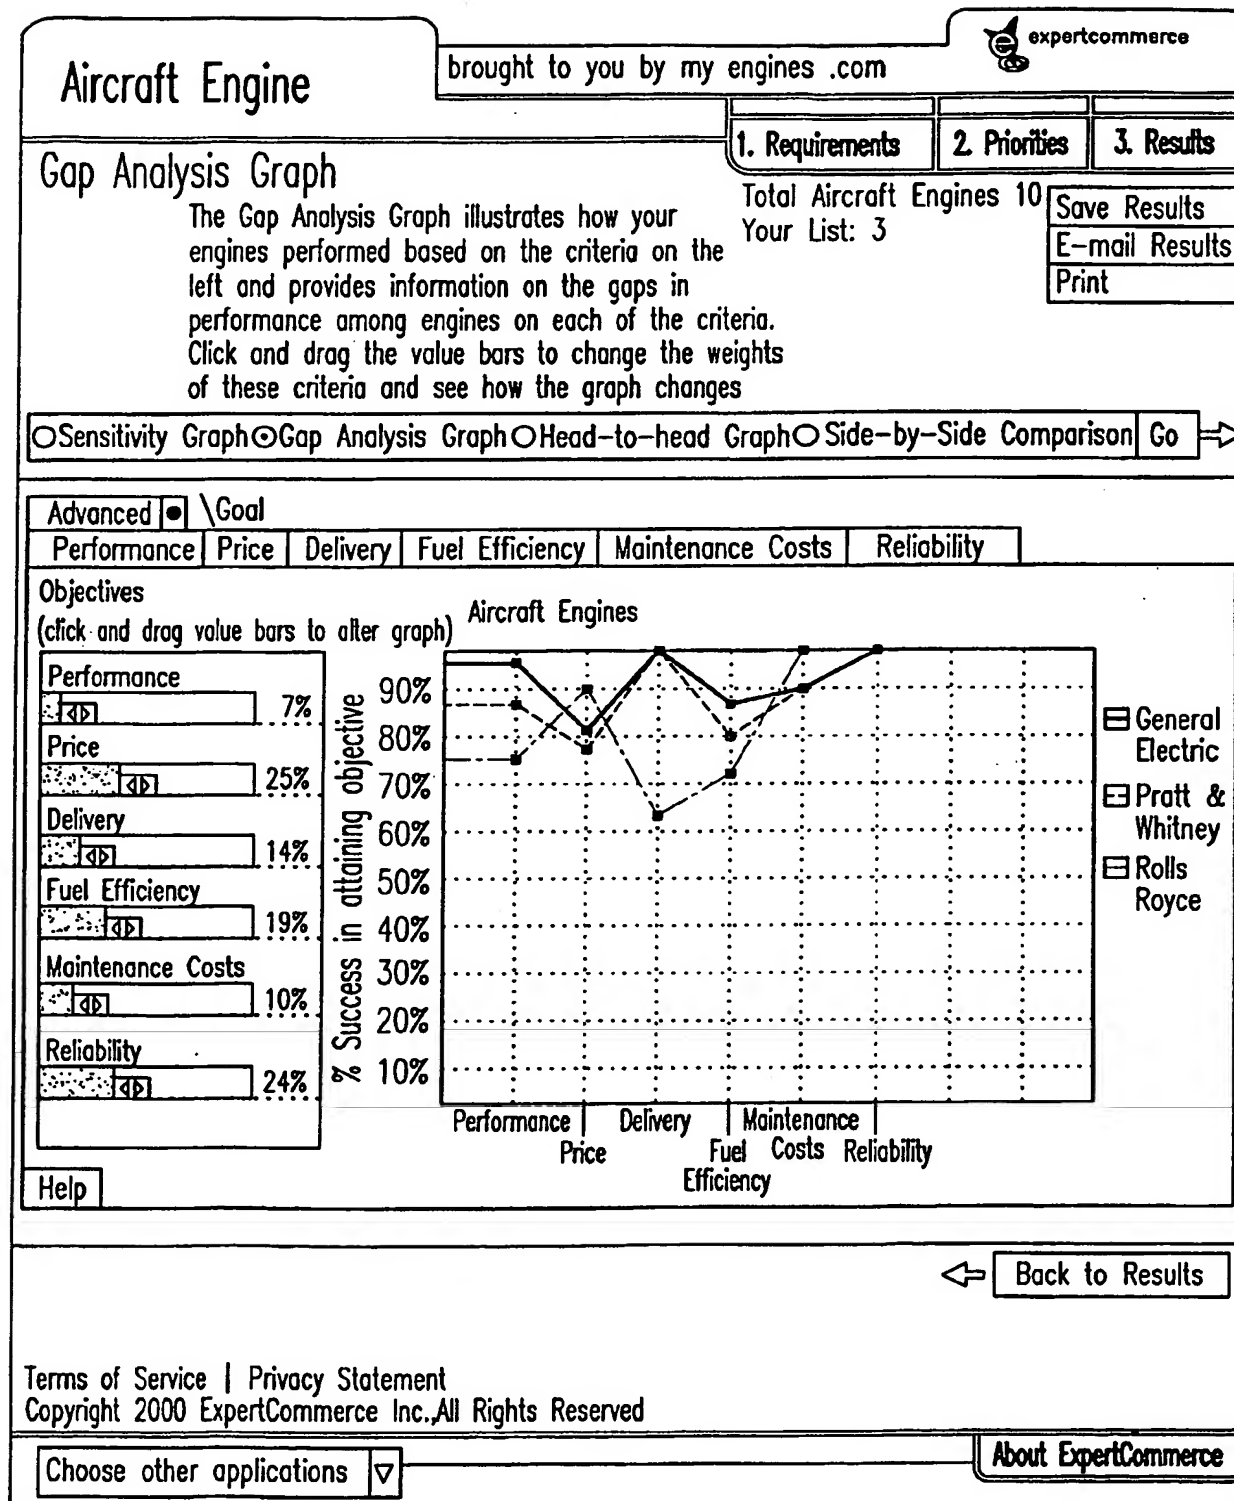 Aircraft Engine
brought to you by my engines .com
expertcommerce
1. Requirements
2. Priorities
3. Results
Gap Analysis Graph
The Gap Analysis Graph illustrates how your
engines performed based on the criteria on the
left and provides information on the gaps in
performance among engines on each of the criteria.
Click and drag the value bars to change the weights
of these criteria and see how the graph changes
Total Aircraft Engines 10
Your List: 3
Save Results
E-mail Results
Print
Sensitivity Graph Gap Analysis Graph Head-to-head Graph Side-by-Side Comparison Go
Advanced \Goal
Performance Price Delivery Fuel Efficiency Maintenance Costs Reliability
Objectives
(click and drag value bars to alter graph)
Performance
7%
Price
25%
Delivery
14%
Fuel Efficiency
19%
Maintenance Costs
10%
Reliability
24%
Aircraft Engines
% Success in attaining objective
90%
80%
70%
60%
50%
40%
30%
20%
10%
Performance | Delivery | Maintenance |
Price Fuel Costs Reliability
Efficiency
General
Electric
Pratt &
Whitney
Rolls
Royce
Help
Back to Results
Terms of Service | Privacy Statement
Copyright 2000 ExpertCommerce Inc.,All Rights Reserved
Choose other applications
About ExpertCommerce